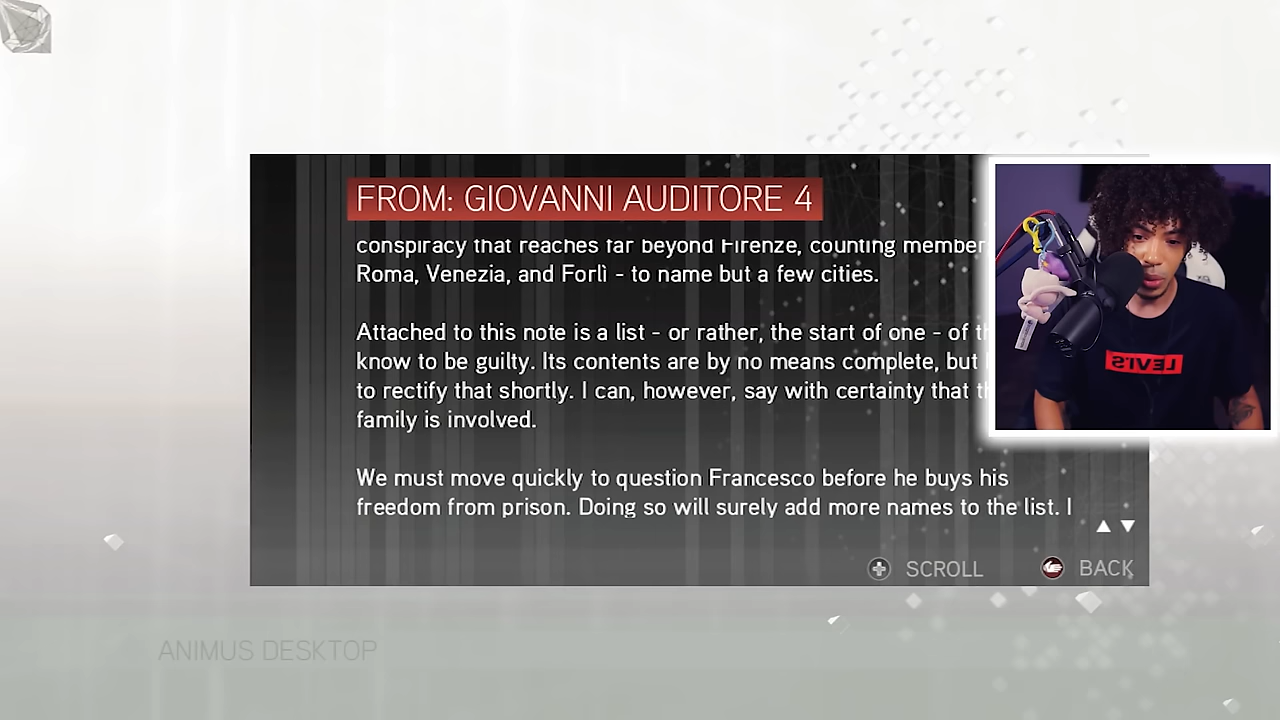 FROM: GIOVANNI AUDITORE 4
conspiracy that reaches far beyond Firenze, counting member
Roma, Venezia, and Forlì - to name but a few cities.
Attached to this note is a list - or rather, the start of one - of
know to be guilty. Its contents are by no means complete, but
to rectify that shortly. I can, however, say with certainty that
family is involved.
We must move quickly to question Francesco before he buys his
freedom from prison. Doing so will surely add more names to the list. I
SCROLL
BACK
ANIMUS DESKTOP
LEVI'S